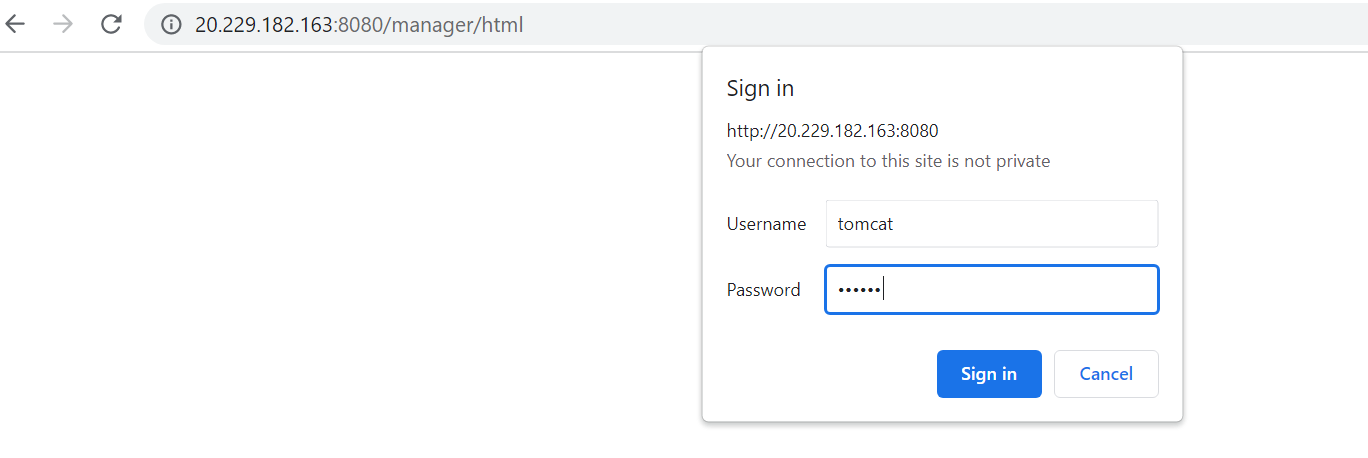 20.229.182.163:8080/manager/html
Sign in
http://20.229.182.163:8080
Your connection to this site is not private
Username tomcat
Password ••••••
Sign in Cancel